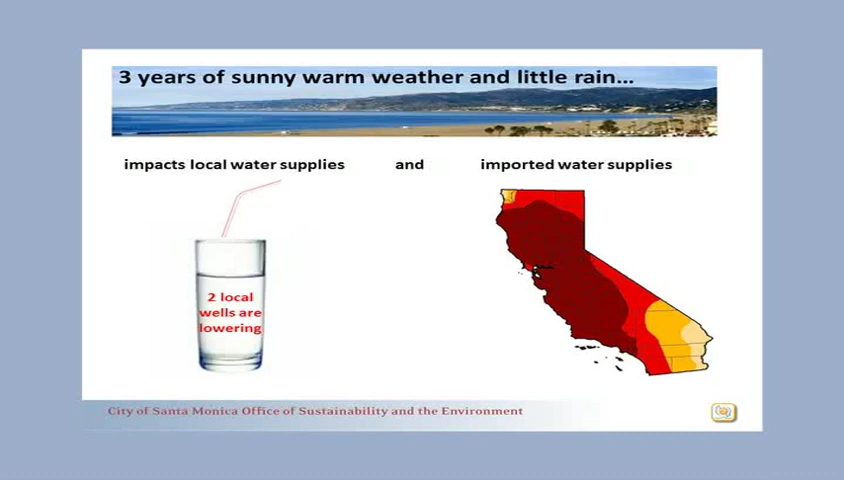 3 years of sunny warm weather and little rain...
impacts local water supplies and imported water supplies
2 local
wells are
lowering
City of Santa Monica Office of Sustainability and the Environment